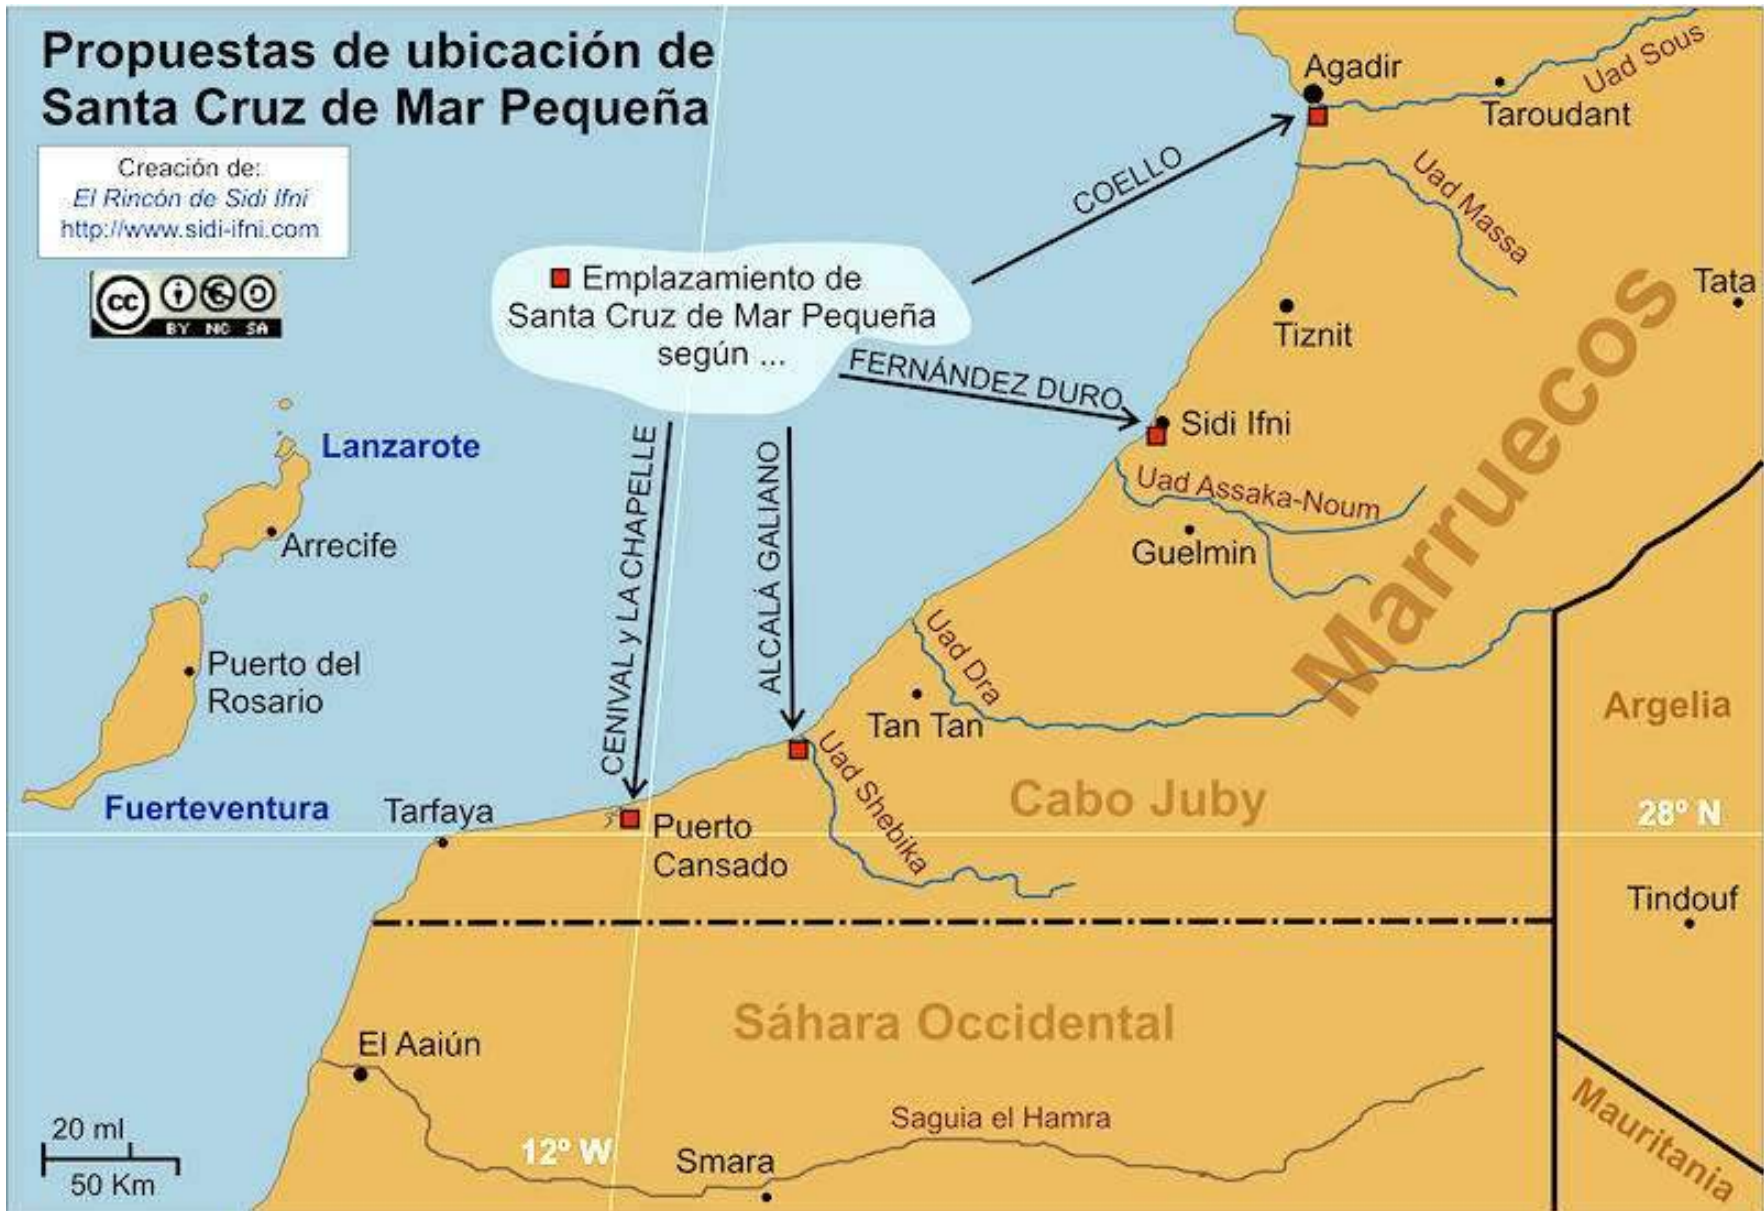 Propuestas de ubicación de
Santa Cruz de Mar Pequeña
Creación de:
El Rincón de Sidi Ifni
http://www.sidi-ifni.com
cc
BY NC SA
Emplazamiento de
Santa Cruz de Mar Pequeña
según ...
COELLO
FERNÁNDEZ DURO
ALCALÁ GALIANO
CENIVAL y LA CHAPELLE
Agadir
Taroudant
Uad Sous
Uad Massa
Tata
Tiznit
Marruecos
Sidi Ifni
Uad Assaka-Noum
Guelmin
Lanzarote
Arrecife
Puerto del
Rosario
Fuerteventura
Uad Dra
Tan Tan
Argelia
Uad Shebika
Cabo Juby
28º N
Tarfaya
Puerto
Cansado
Tindouf
Sáhara Occidental
El Aaiún
Saguia el Hamra
Mauritania
12º W
Smara
20 ml
50 Km